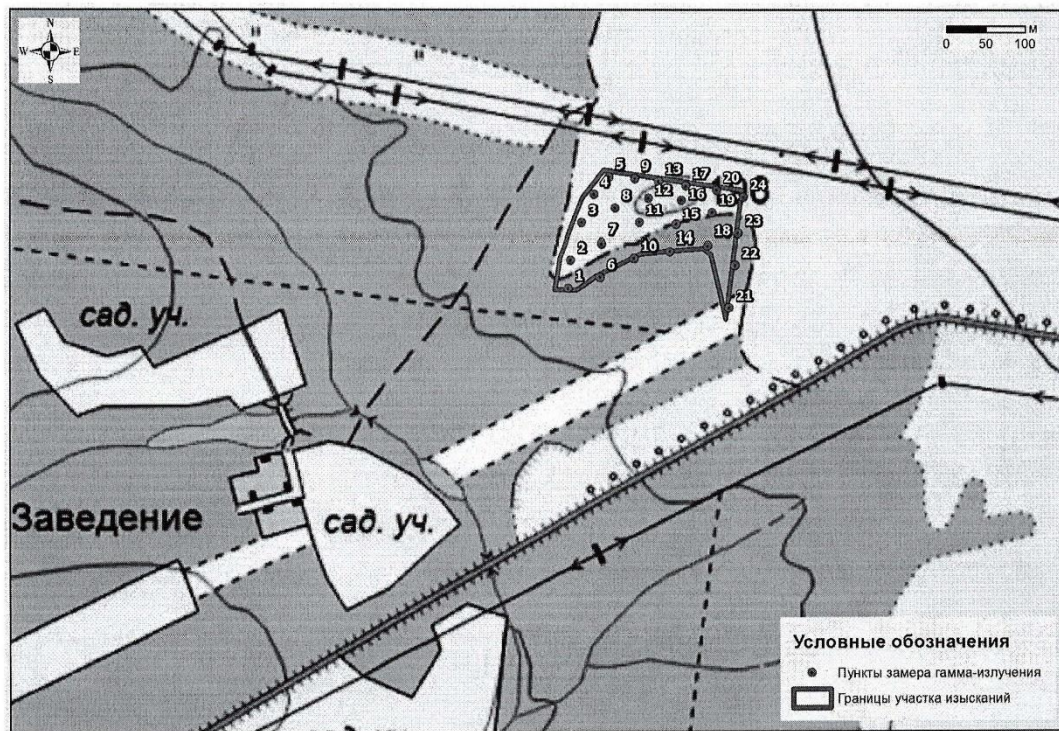 N
W E
S
м
0 50 100
5 9 13 17 20 24
4 8 12 16 19
3 11 15 23
2 7 10 14 18 22
1 6
21
сад. уч.
сад. уч.
Заведение
Условные обозначения
Пункты замера гамма-излучения
Границы участка изысканий